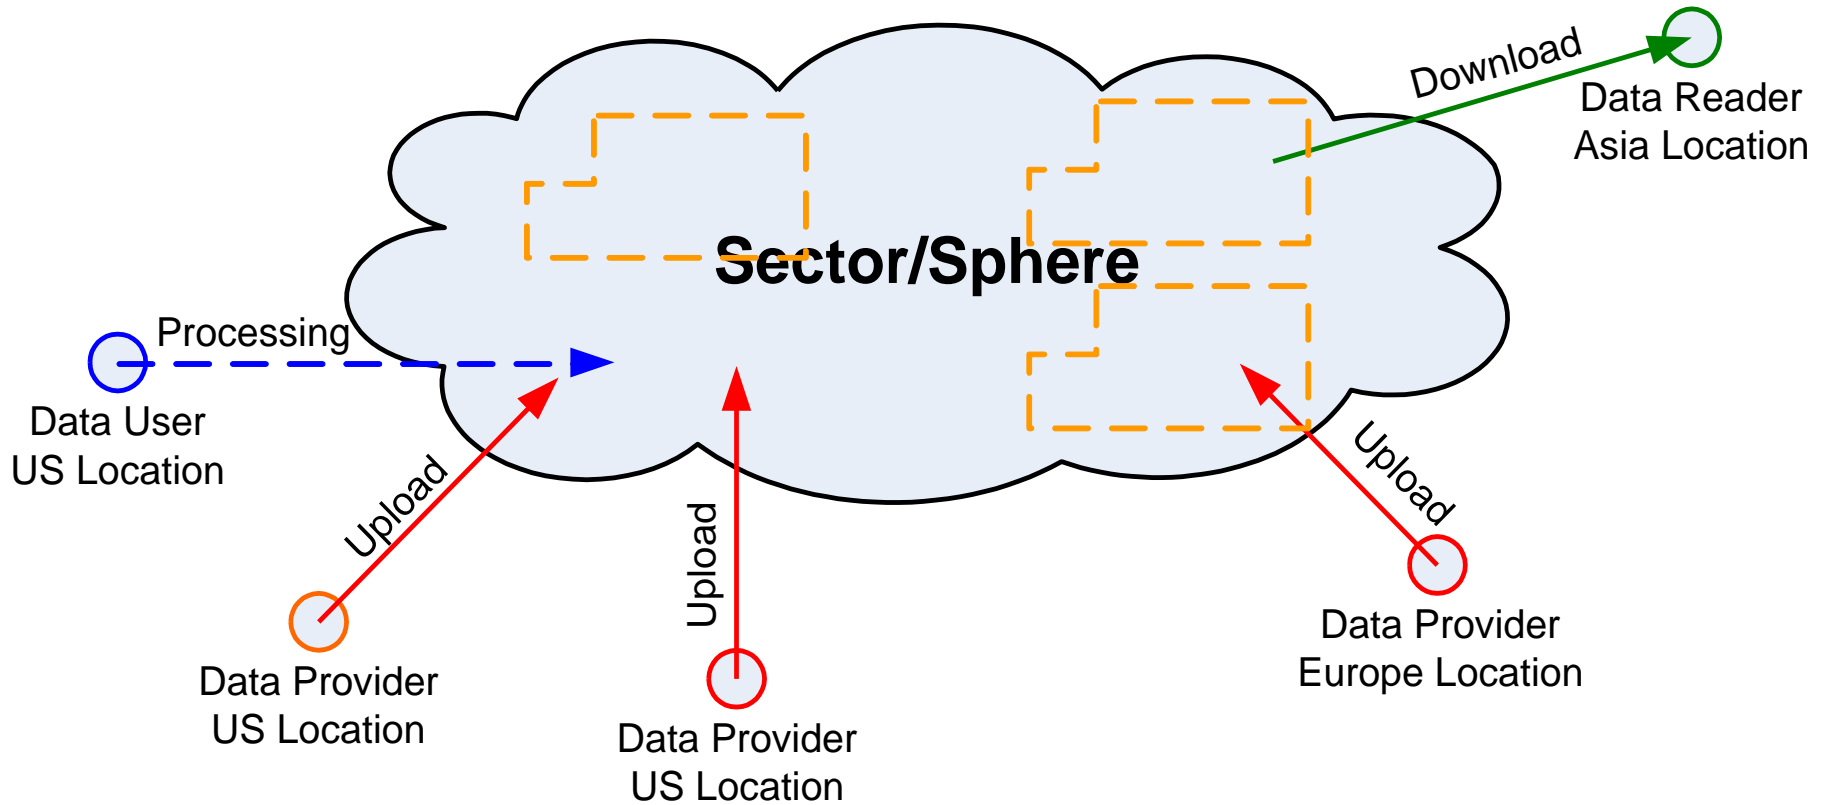 Download
Data Reader
Asia Location
Sector/Sphere
Processing
Data User
US Location
Upload
Upload
Upload
Data Provider
US Location
Data Provider
US Location
Data Provider
Europe Location